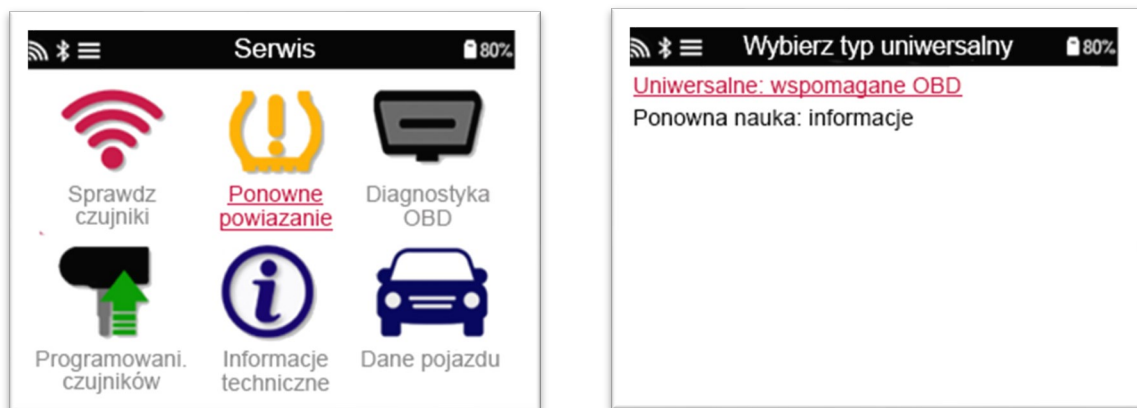 Serwis
80%
Sprawdz
czujniki
Ponowne
powiazanie
Diagnostyka
OBD
Programowani.
czujników
Informacje
techniczne
Dane pojazdu
Wybierz typ uniwersalny
80%
Uniwersalne: wspomagane OBD
Ponowna nauka: informacje